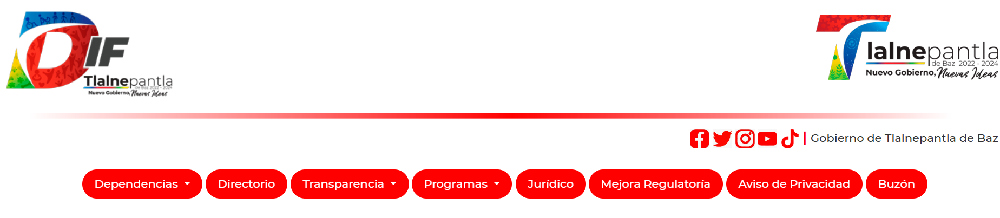 DIF
Tlalnepantla
de Baz 2022 - 2024
Nuevo Gobierno, Nuevas Ideas
Tlalnepantla
de Baz 2022 - 2024
Nuevo Gobierno, Nuevas Ideas
| Gobierno de Tlalnepantla de Baz
Dependencias Directorio Transparencia Programas Jurídico Mejora Regulatoría Aviso de Privacidad Buzón